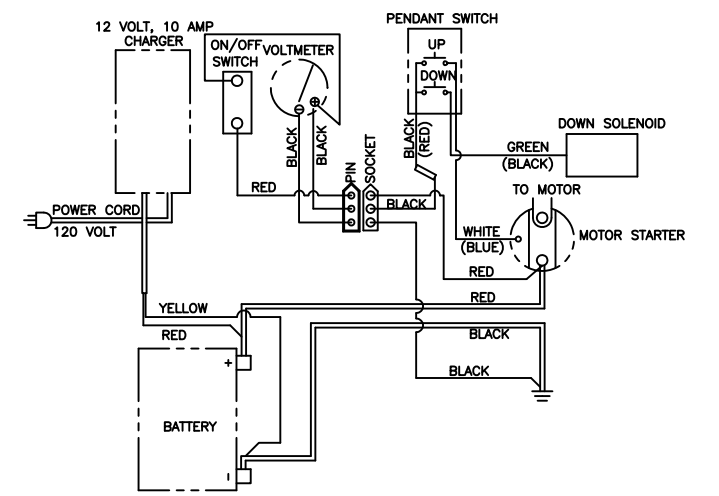 PENDANT SWITCH
12 VOLT, 10 AMP
CHARGER
ON/OFF
SWITCH
VOLTMETER
UP
DOWN
DOWN SOLENOID
BLACK
BLACK
BLACK
(RED)
GREEN
(BLACK)
PIN
SOCKET
RED
BLACK
TO MOTOR
POWER CORD
120 VOLT
WHITE
(BLUE)
MOTOR STARTER
RED
RED
YELLOW
RED
BLACK
+
BLACK
BATTERY
-